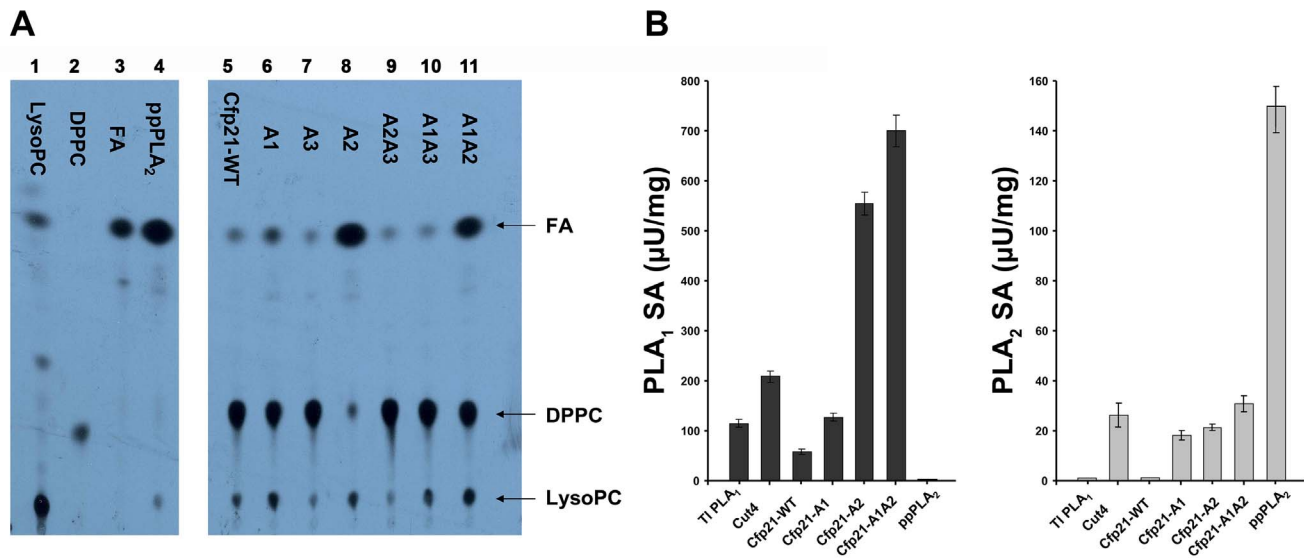 A
1 2 3 4 5 6 7 8 9 10 11
LysoPC
DPPC
FA
ppPLA₂
Cfp21-WT
A1
A3
A2
A2A3
A1A3
A1A2
FA
DPPC
LysoPC
B
PLA₁ SA (µU/mg)
800
700
600
500
400
300
200
100
0
TI PLA₁
Cut4
Cfp21-WT
Cfp21-A1
Cfp21-A2
Cfp21-A1A2
ppPLA₂
PLA₂ SA (µU/mg)
160
140
120
100
80
60
40
20
0
TI PLA₁
Cut4
Cfp21-WT
Cfp21-A1
Cfp21-A2
Cfp21-A1A2
ppPLA₂